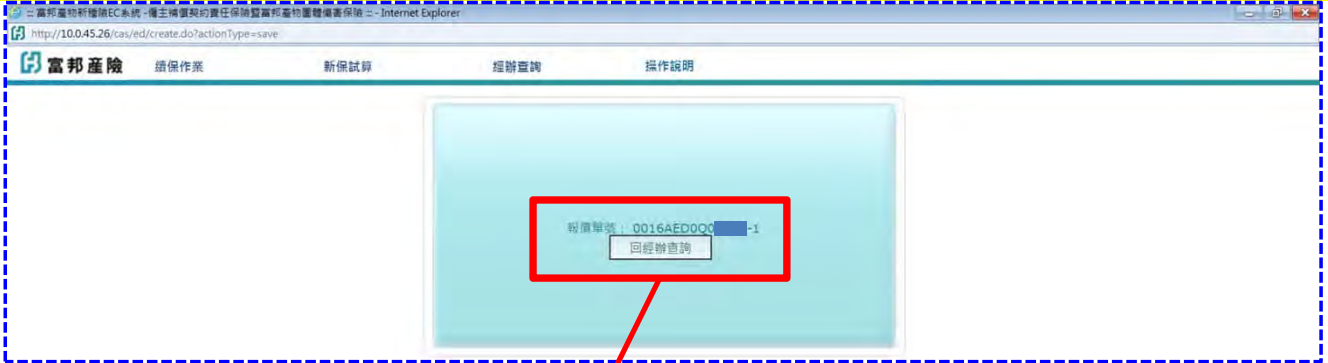 :: 富邦產物新種險EC系統 -僱主補償契約責任保險暨富邦產物團體傷害保險 :: - Internet Explorer
http://10.0.45.26/cas/ed/create.do?actionType=save
富邦產險 續保作業 新保試算 經辦查詢 操作說明
報價單號： 0016AED0Q0 -1
回經辦查詢